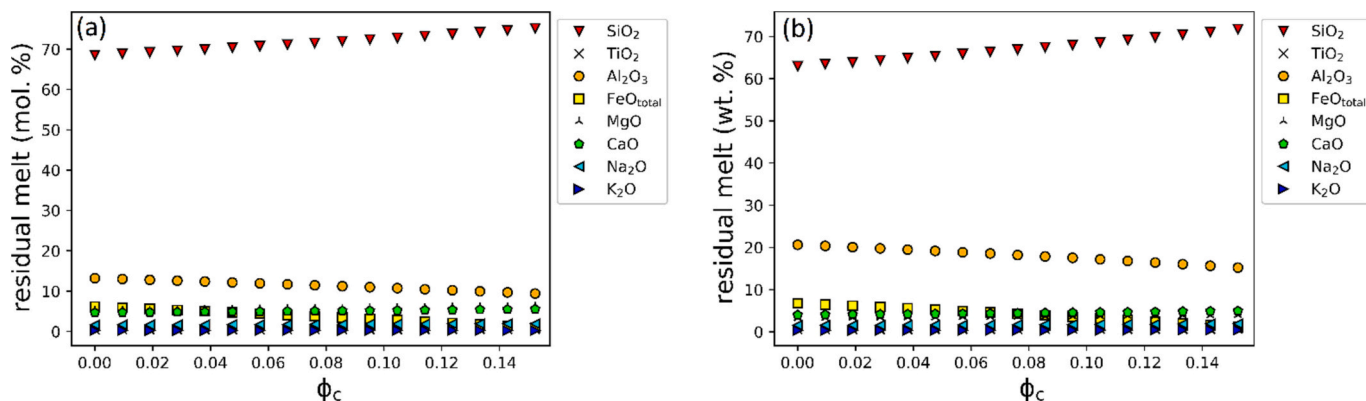 (a)
residual melt (mol. %)
70
60
50
40
30
20
10
0
0.00 0.02 0.04 0.06 0.08 0.10 0.12 0.14
ϕc
SiO₂
TiO₂
Al₂O₃
FeOtotal
MgO
CaO
Na₂O
K₂O
(b)
residual melt (wt. %)
70
60
50
40
30
20
10
0
0.00 0.02 0.04 0.06 0.08 0.10 0.12 0.14
ϕc
SiO₂
TiO₂
Al₂O₃
FeOtotal
MgO
CaO
Na₂O
K₂O